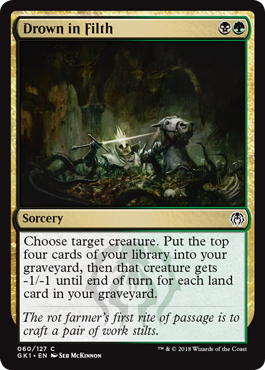 Drown in Filth
Sorcery
Choose target creature. Put the top
four cards of your library into your
graveyard, then that creature gets
-1/-1 until end of turn for each land
card in your graveyard.
The rot farmer's first rite of passage is to
craft a pair of work stilts.
060/127 C
GK1 • EN Seb McKinnon
™ & © 2018 Wizards of the Coast